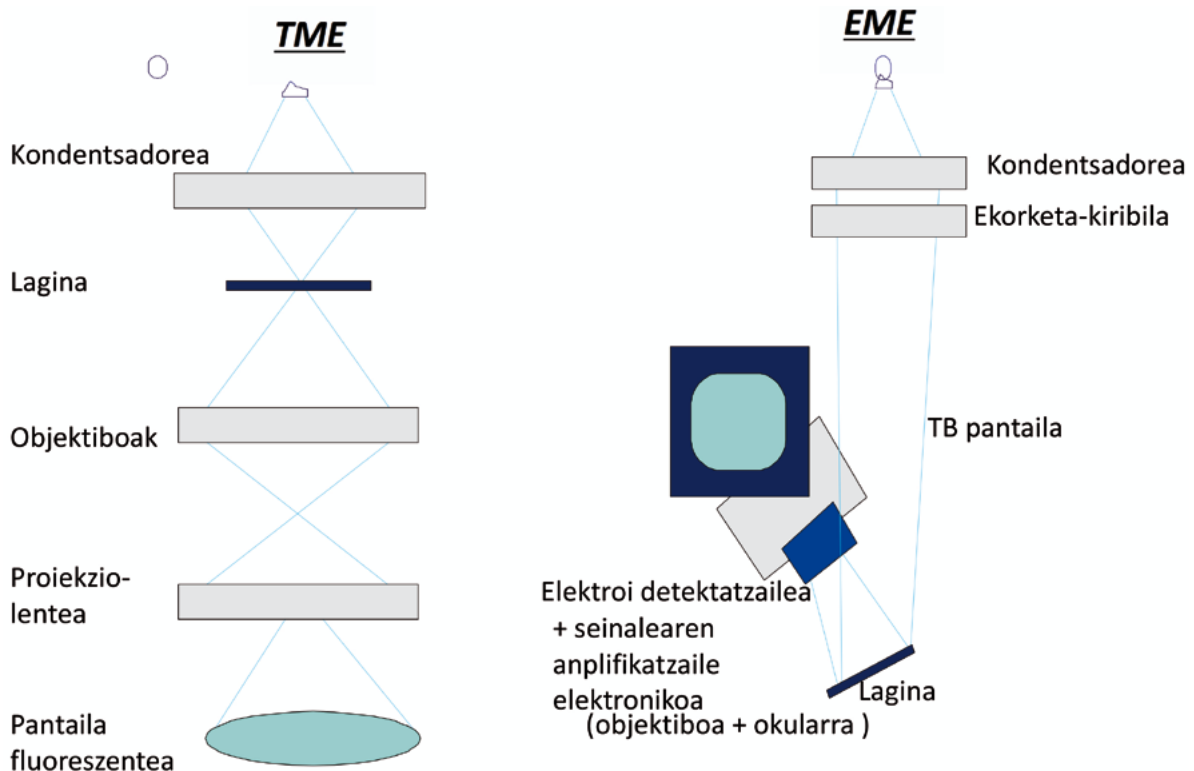 TME
Kondentsadorea
Lagina
Objektiboak
Proiekzio-
lentea
Pantaila
fluoreszentea
EME
Kondentsadorea
Ekorketa-kiribila
TB pantaila
Elektroi detektatzailea
+ seinalearen
anplifikatzaile
elektronikoa
(objektiboa + okularra )
Lagina